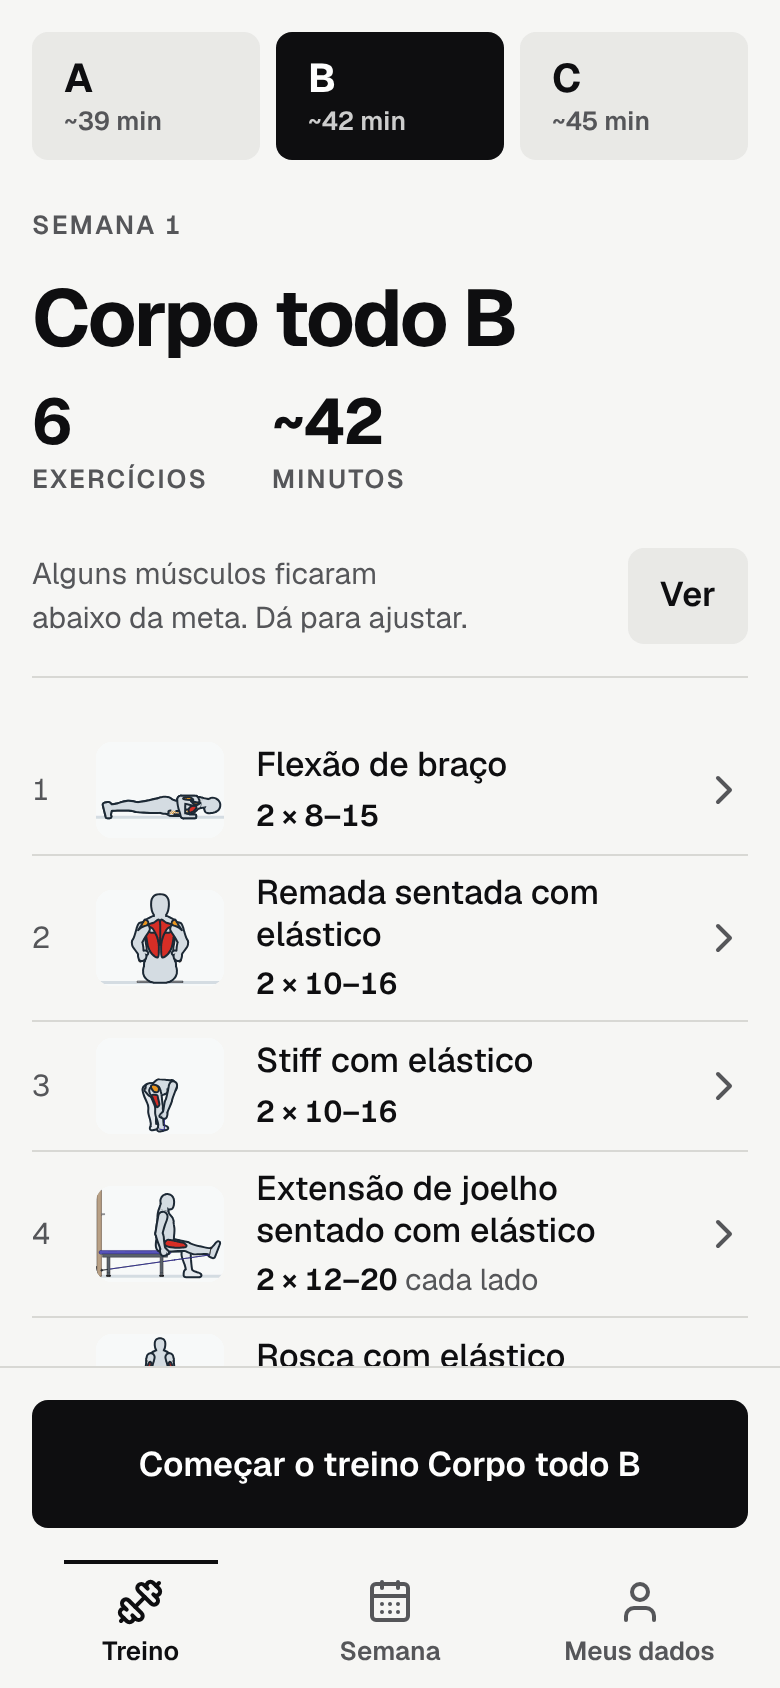 A
~39 min
B
~42 min
C
~45 min
SEMANA 1
Corpo todo B
6
EXERCÍCIOS
~42
MINUTOS
Alguns músculos ficaram
abaixo da meta. Dá para ajustar.
Ver
1
Flexão de braço
2 × 8–15
2
Remada sentada com
elástico
2 × 10–16
3
Stiff com elástico
2 × 10–16
4
Extensão de joelho
sentado com elástico
2 × 12–20 cada lado
Rosca com elástico
Começar o treino Corpo todo B
Treino
Semana
Meus dados